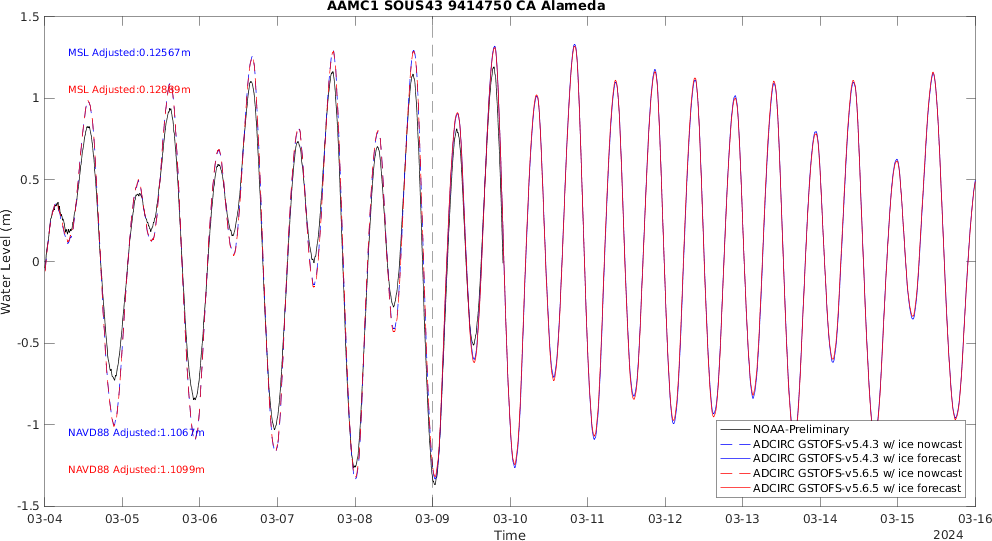 AAMC1 SOUS43 9414750 CA Alameda
1.5
MSL Adjusted:0.12567m
MSL Adjusted:0.12889m
1
0.5
0
Water Level (m)
-0.5
-1
NAVD88 Adjusted:1.1067m
NAVD88 Adjusted:1.1099m
-1.5
NOAA-Preliminary
ADCIRC GSTOFS-v5.4.3 w/ ice nowcast
ADCIRC GSTOFS-v5.4.3 w/ ice forecast
ADCIRC GSTOFS-v5.6.5 w/ ice nowcast
ADCIRC GSTOFS-v5.6.5 w/ ice forecast
03-04 03-05 03-06 03-07 03-08 03-09 03-10 03-11 03-12 03-13 03-14 03-15 03-16
Time
2024